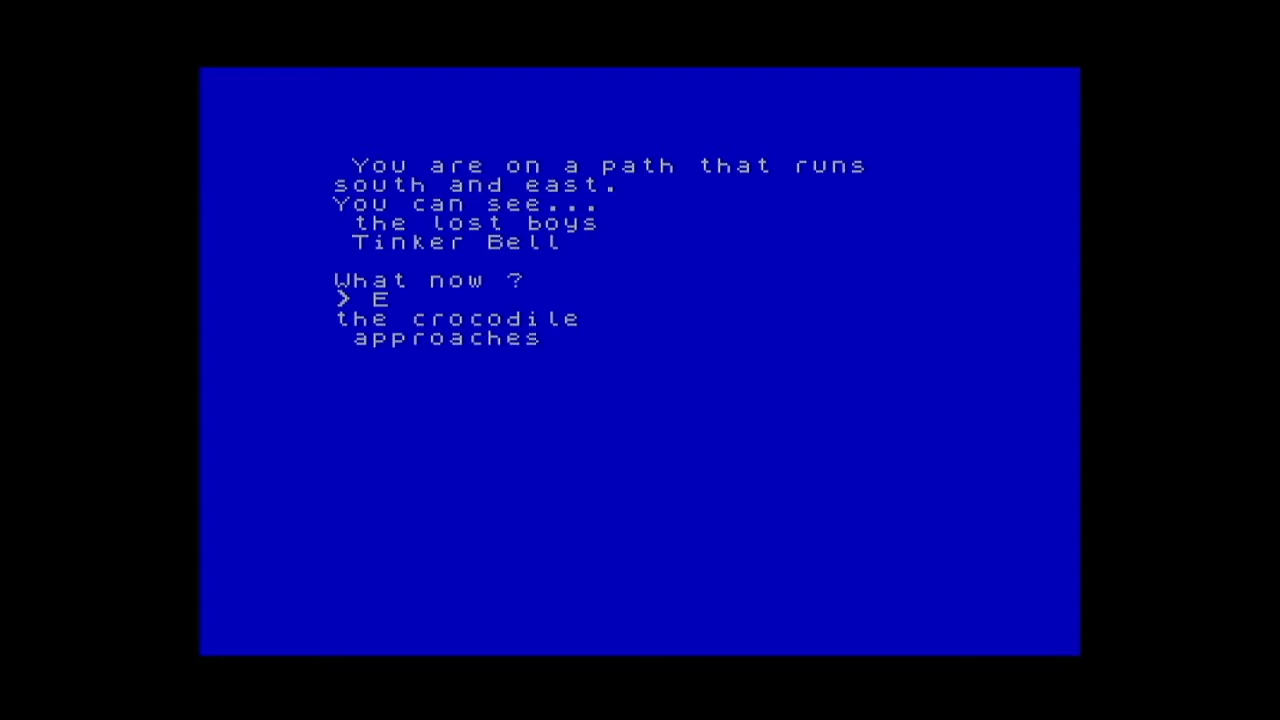 You are on a path that runs
south and east.
You can see...
the lost boys
Tinker Bell
What now ?
> E
the crocodile
approaches